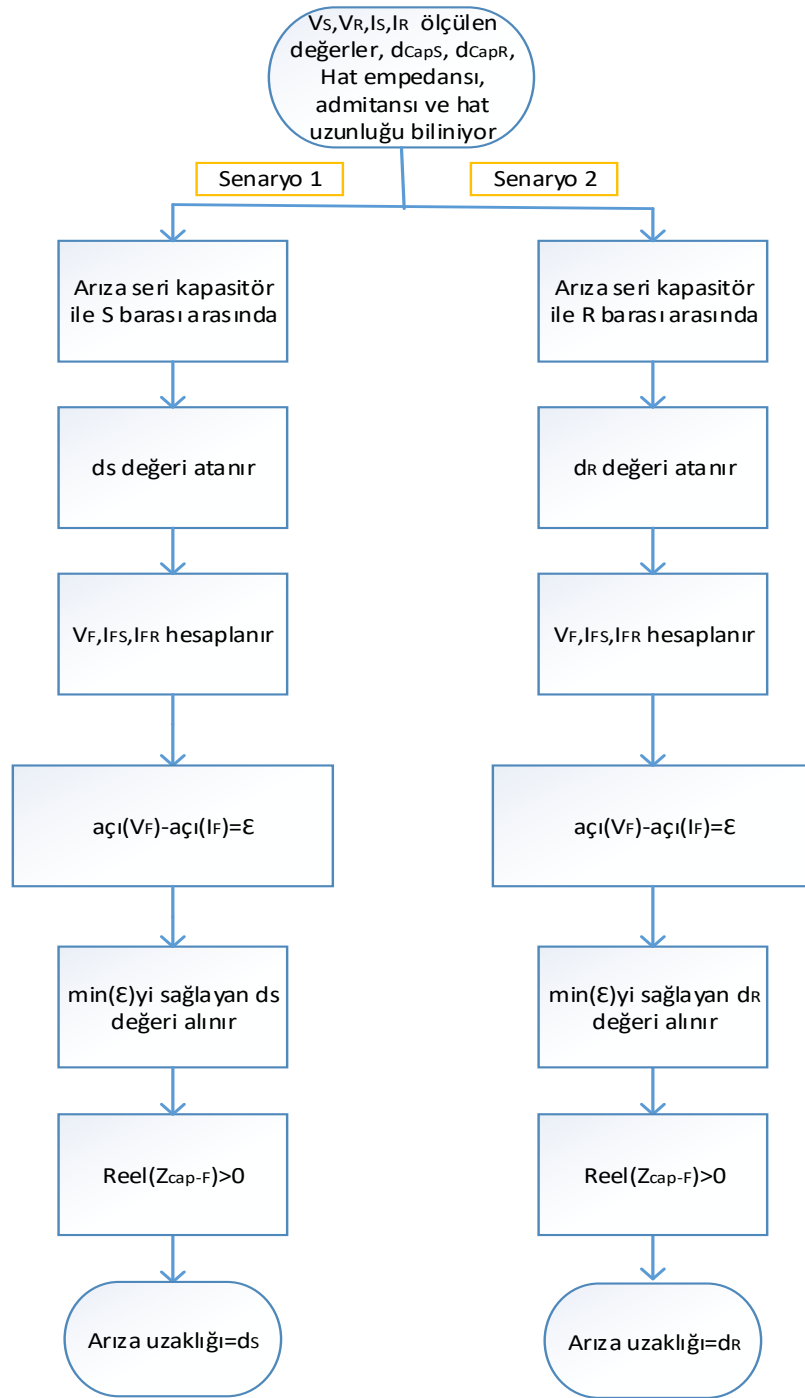 VS,VR,IS,IR ölçülen
değerler, dCapS, dCapR,
Hat empedansı,
admitansı ve hat
uzunluğu biliniyor
Senaryo 1
Senaryo 2
Arıza seri kapasitör
ile S barası arasında
ds değeri atanır
VF,IFS,IFR hesaplanır
açı(VF)-açı(IF)=Ɛ
min(Ɛ)yi sağlayan ds
değeri alınır
Reel(Zcap-F)>0
Arıza uzaklığı=ds
Arıza seri kapasitör
ile R barası arasında
dR değeri atanır
VF,IFS,IFR hesaplanır
açı(VF)-açı(IF)=Ɛ
min(Ɛ)yi sağlayan dR
değeri alınır
Reel(Zcap-F)>0
Arıza uzaklığı=dR